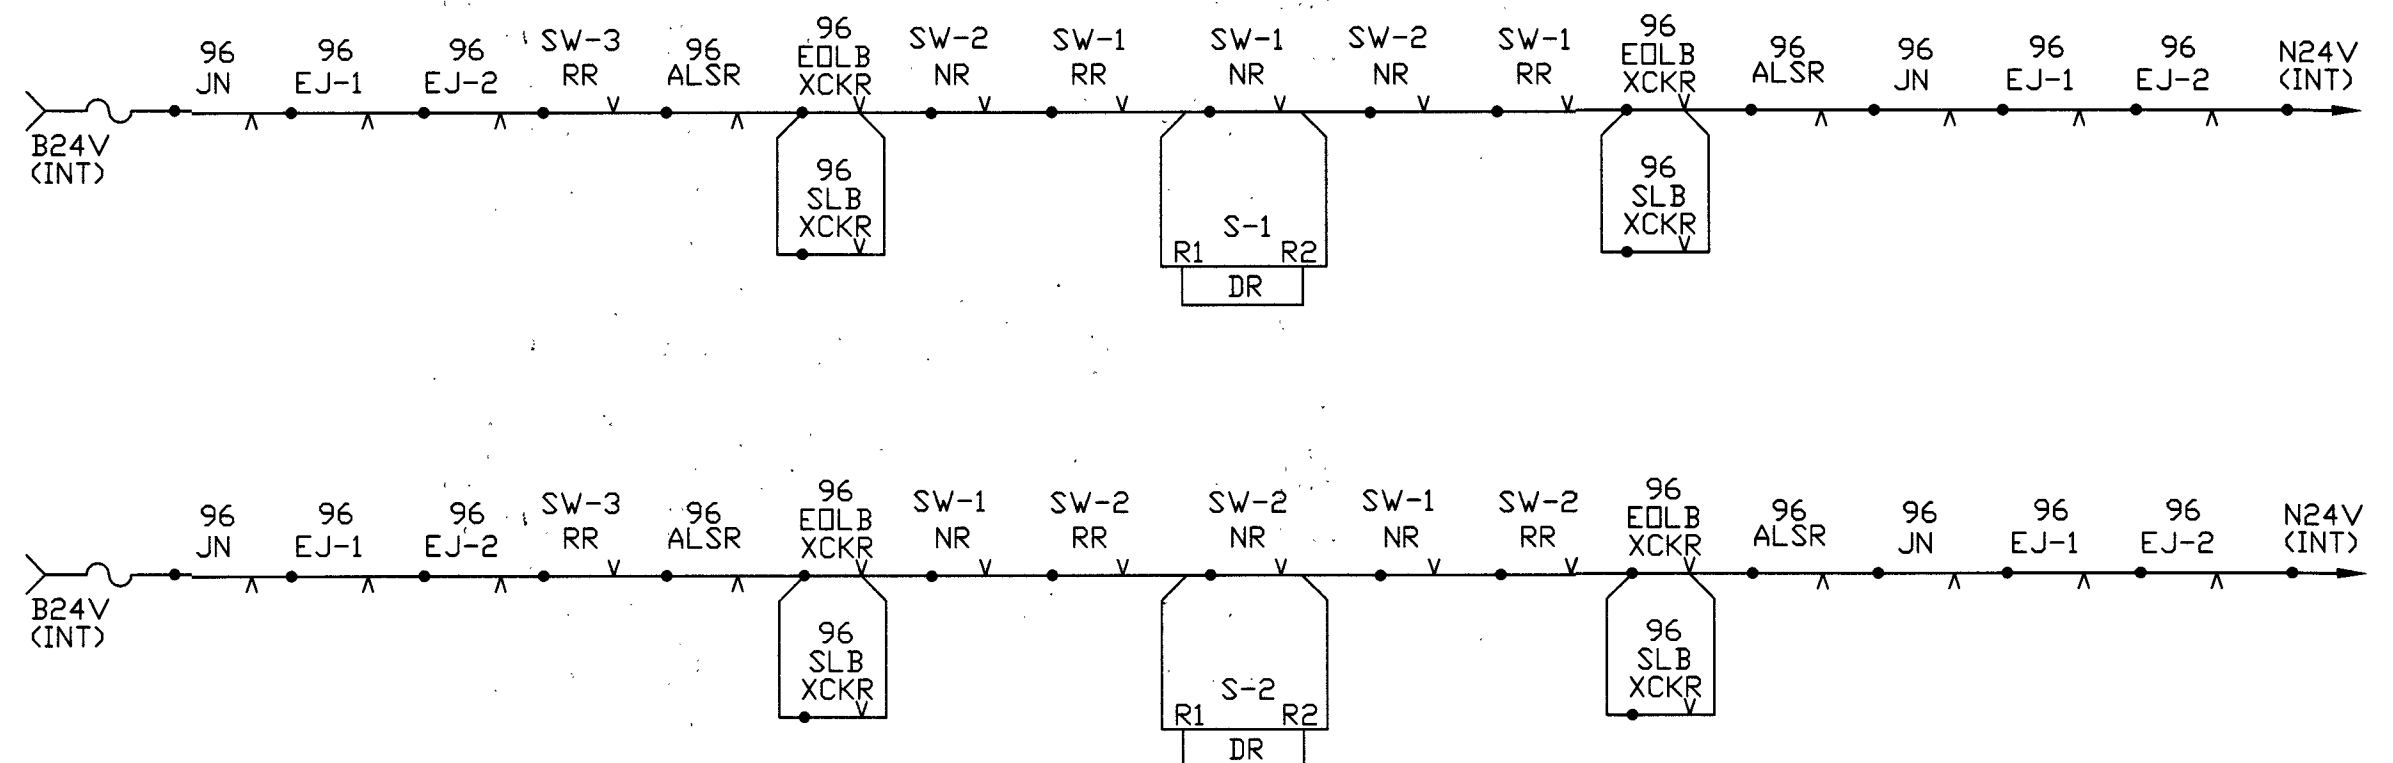 96
JN
96
EJ-1
96
EJ-2
SW-3
RR
96
ALSR
96
EOLB
XCKR
SW-2
NR
SW-1
RR
SW-1
NR
SW-2
NR
SW-1
RR
96
EOLB
XCKR
96
ALSR
96
JN
96
EJ-1
96
EJ-2
N24V
(INT)
B24V
(INT)
96
SLB
XCKR
S-1
R1 R2
DR
96
SLB
XCKR
96
JN
96
EJ-1
96
EJ-2
SW-3
RR
96
ALSR
96
EOLB
XCKR
SW-1
NR
SW-2
RR
SW-2
NR
SW-1
NR
SW-2
RR
96
EOLB
XCKR
96
ALSR
96
JN
96
EJ-1
96
EJ-2
N24V
(INT)
B24V
(INT)
96
SLB
XCKR
S-2
R1 R2
DR
96
SLB
XCKR